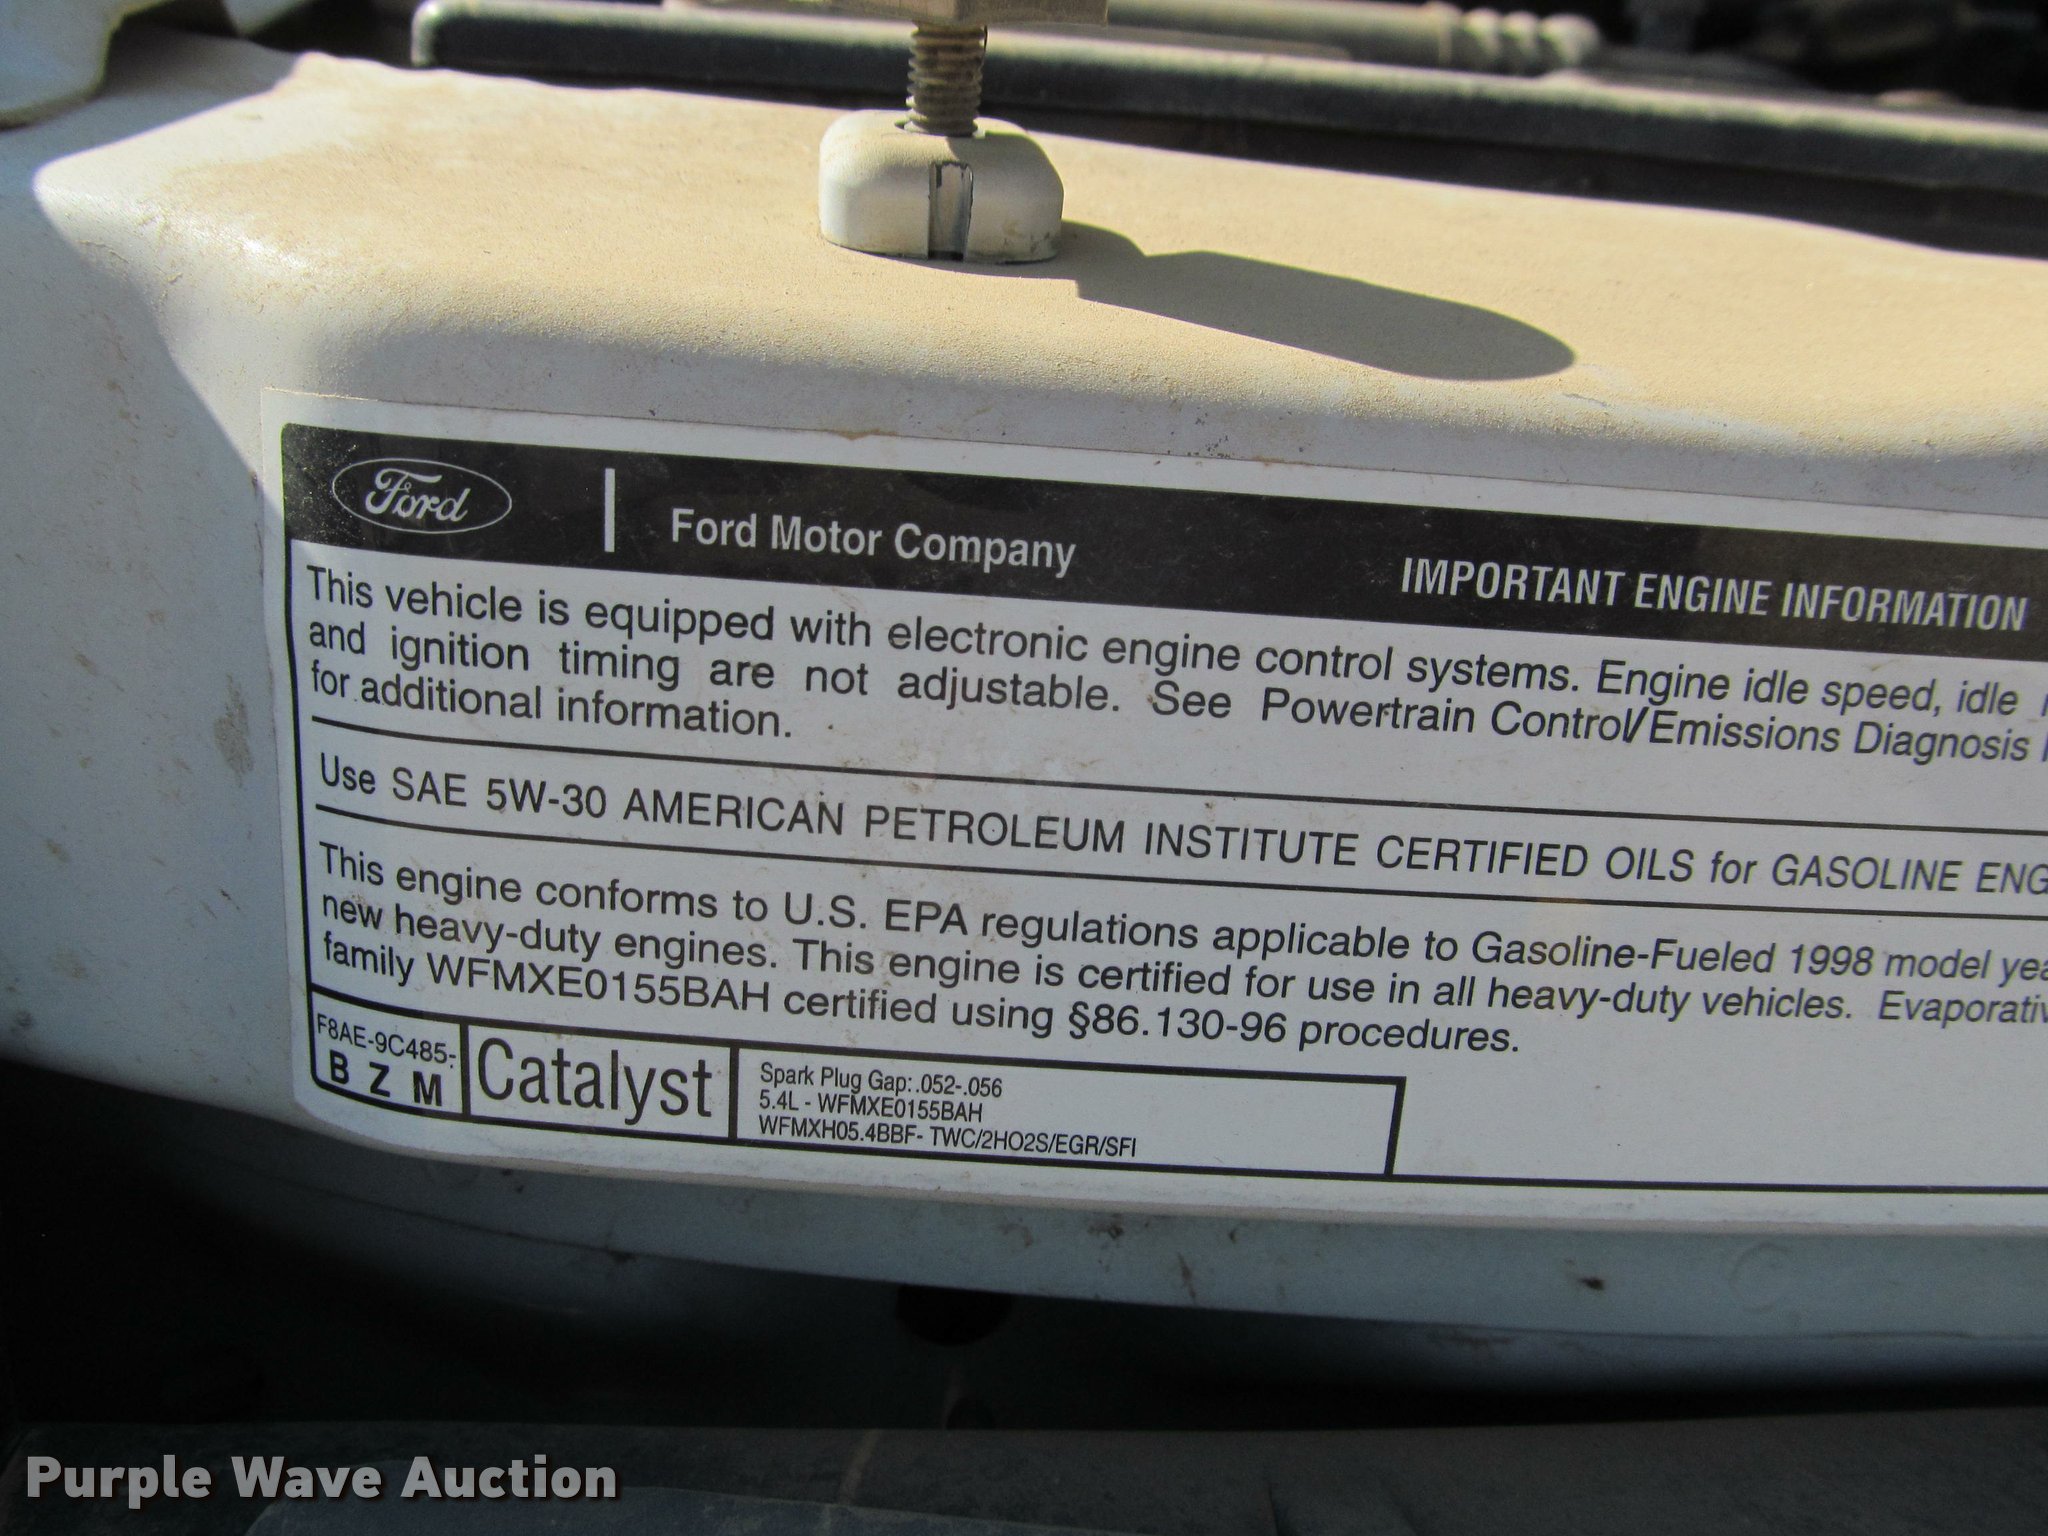 Ford
Ford Motor Company
IMPORTANT ENGINE INFORMATION
This vehicle is equipped with electronic engine control systems. Engine idle speed, idle
and ignition timing are not adjustable. See Powertrain Control/Emissions Diagnosis
for additional information.
Use SAE 5W-30 AMERICAN PETROLEUM INSTITUTE CERTIFIED OILS for GASOLINE ENG
This engine conforms to U.S. EPA regulations applicable to Gasoline-Fueled 1998 model yea
new heavy-duty engines. This engine is certified for use in all heavy-duty vehicles. Evaporativ
family WFMXE0155BAH certified using §86.130-96 procedures.
F8AE-9C485-
B Z M
Catalyst
Spark Plug Gap: .052-.056
5.4L - WFMXE0155BAH
WFMXH05.4BBF- TWC/2HO2S/EGR/SFI
Purple Wave Auction